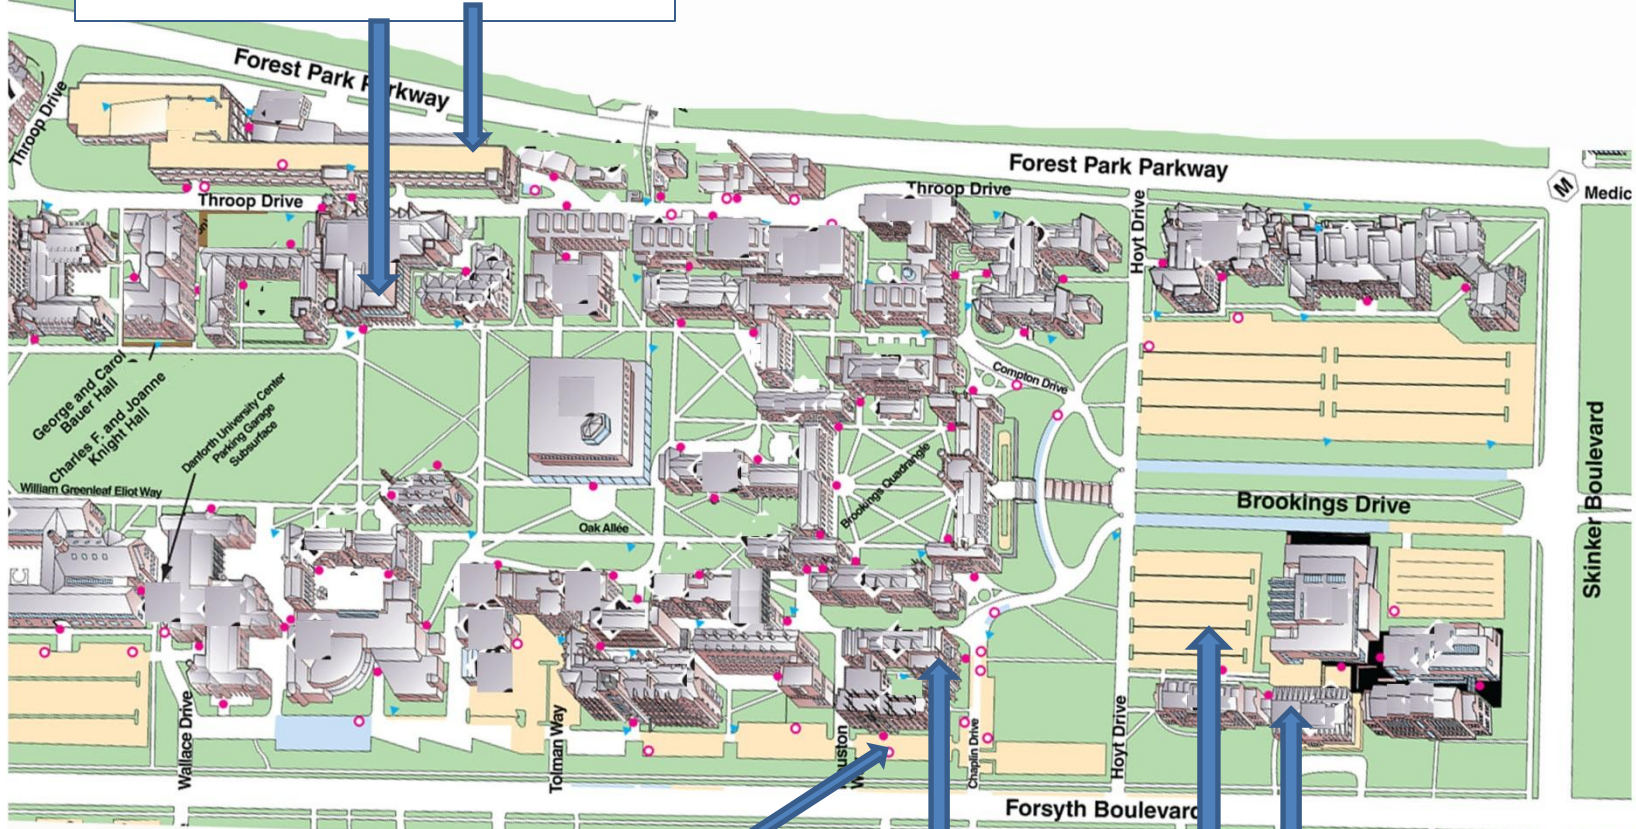 Forest Park Parkway
Forest Park Parkway
Throop Drive
M
Medic
Throop Drive
Throop Drive
Hoyt Drive
George and Carol
Bauer Hall
Charles F. and Joanne
Knight Hall
Danforth University Center
Parking Garage
Subsurface
Compton Drive
William Greenleaf Eliot Way
Brookings Quadrangle
Oak Allée
Brookings Drive
Skinker Boulevard
Wallace Drive
Tolman Way
uston
W
Chaplin Drive
Hoyt Drive
Forsyth Boulevard